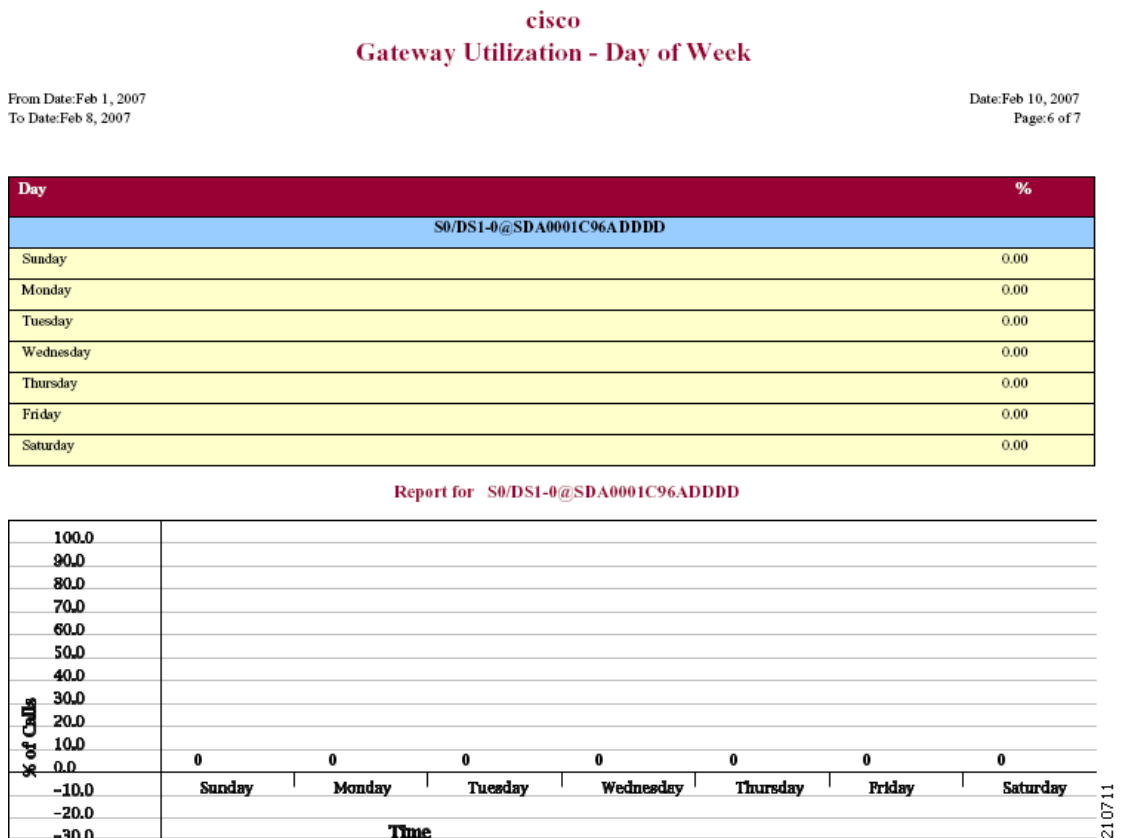 cisco
Gateway Utilization - Day of Week
From Date:Feb 1, 2007
Date:Feb 10, 2007
To Date:Feb 8, 2007
Page:6 of 7
Day %
S0/DS1-0@SDA0001C96ADDDD
Sunday 0.00
Monday 0.00
Tuesday 0.00
Wednesday 0.00
Thursday 0.00
Friday 0.00
Saturday 0.00
Report for S0/DS1-0@SDA0001C96ADDDD
% of Calls
100.0
90.0
80.0
70.0
60.0
50.0
40.0
30.0
20.0
10.0
0.0
-10.0
-20.0
-30.0
0 0 0 0 0 0 0
Sunday Monday Tuesday Wednesday Thursday Friday Saturday
Time
210711